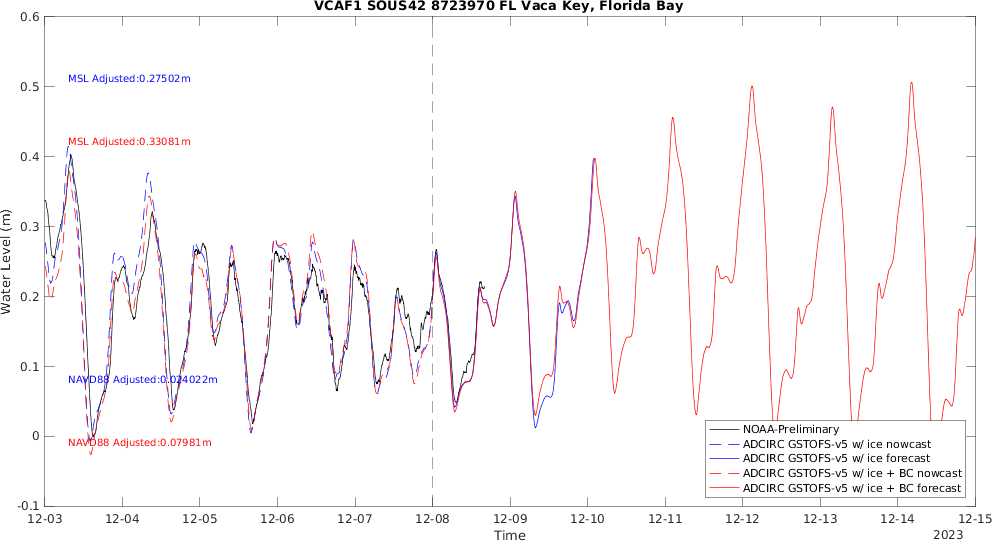 VCAF1 SOUS42 8723970 FL Vaca Key, Florida Bay
0.6
0.5
0.4
0.3
0.2
0.1
0
-0.1
Water Level (m)
MSL Adjusted:0.27502m
MSL Adjusted:0.33081m
NAVD88 Adjusted:0.024022m
NAVD88 Adjusted:0.07981m
NOAA-Preliminary
ADCIRC GSTOFS-v5 w/ ice nowcast
ADCIRC GSTOFS-v5 w/ ice forecast
ADCIRC GSTOFS-v5 w/ ice + BC nowcast
ADCIRC GSTOFS-v5 w/ ice + BC forecast
12-03 12-04 12-05 12-06 12-07 12-08 12-09 12-10 12-11 12-12 12-13 12-14 12-15
Time
2023